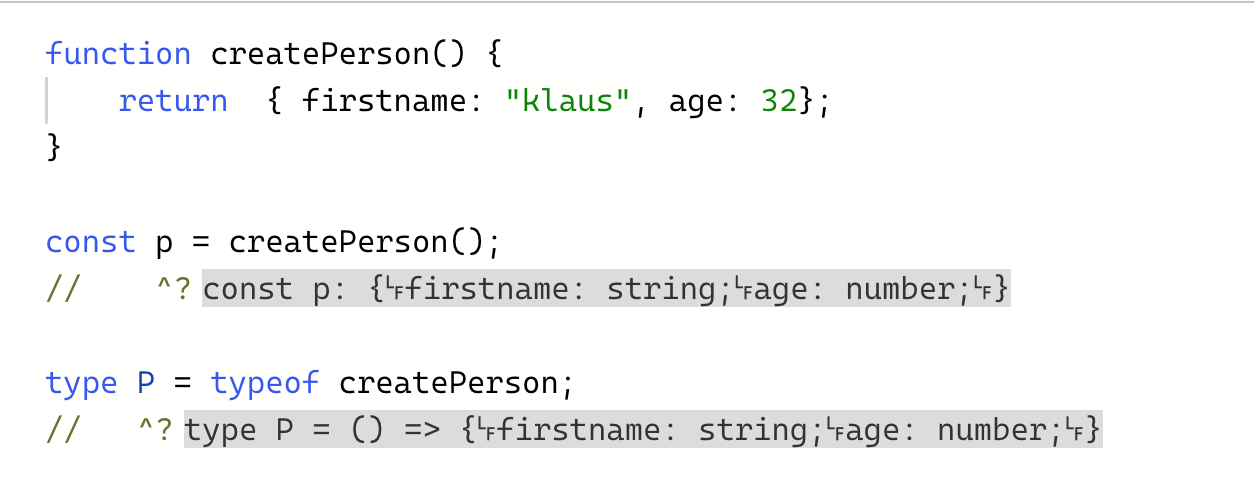 function createPerson() {
    return  { firstname: "klaus", age: 32};
}
const p = createPerson();
//    ^? const p: {␊firstname: string;␊age: number;␊}
type P = typeof createPerson;
//   ^? type P = () => {␊firstname: string;␊age: number;␊}